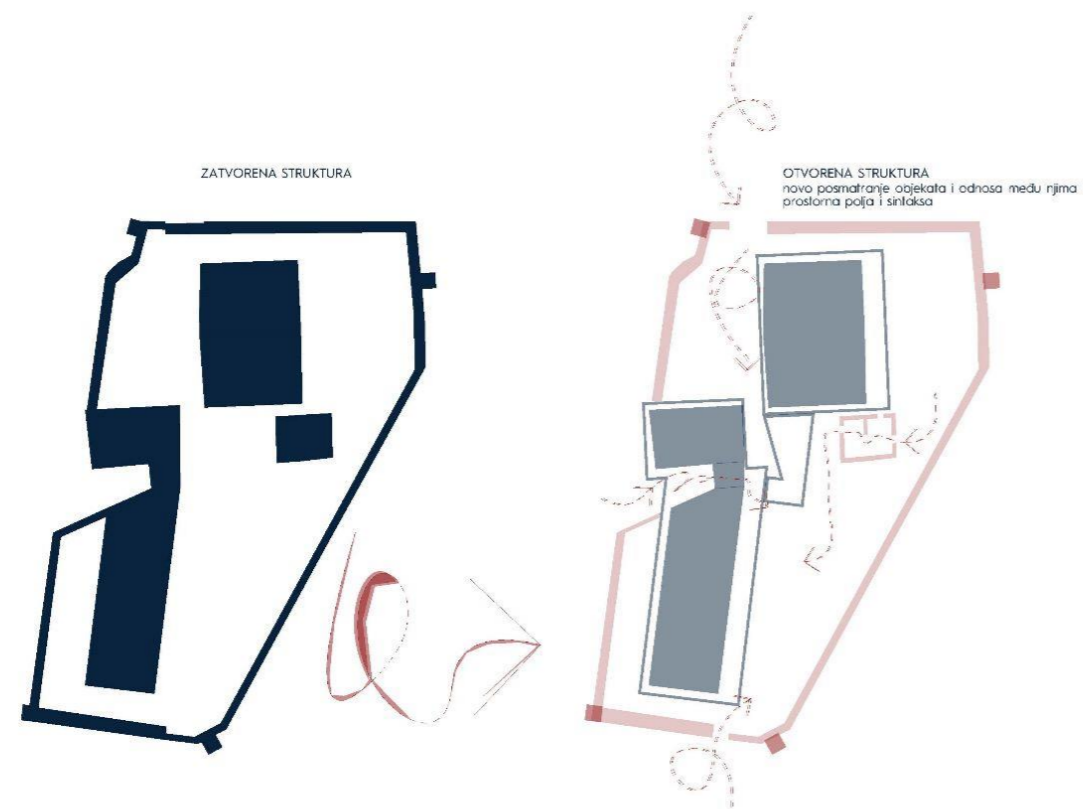 ZATVORENA STRUKTURA
OTVORENA STRUKTURA
novo posmatranje objekata i odnosa među njima
prostorna polja i sintaksa